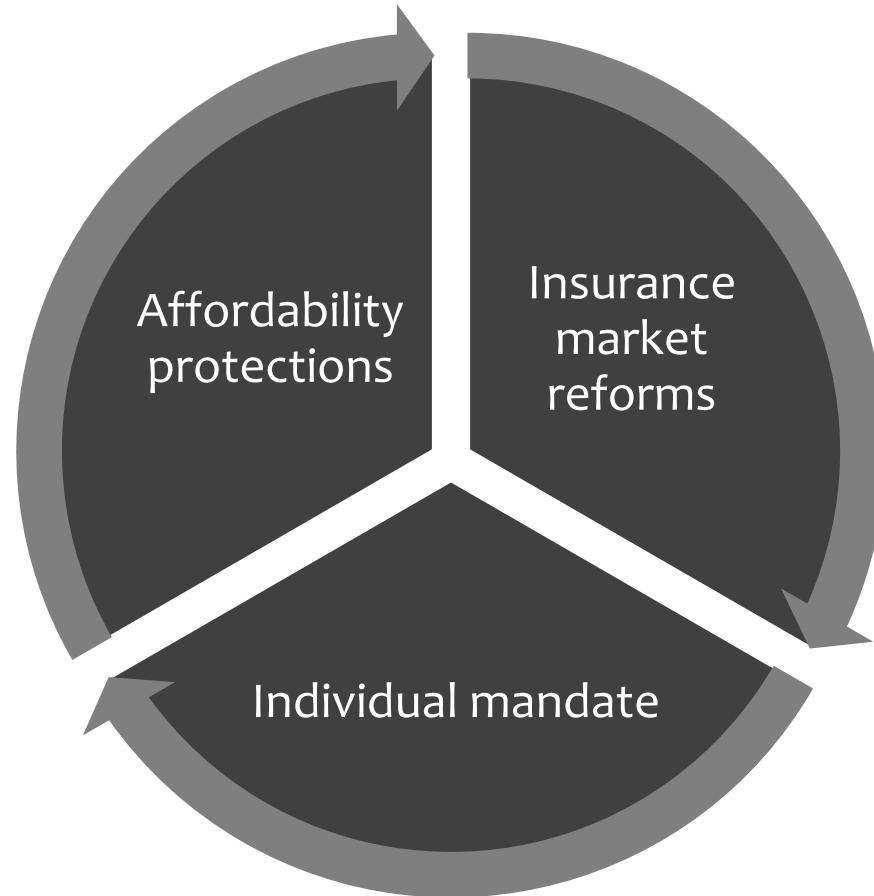 Affordability
protections
Insurance
market
reforms
Individual mandate